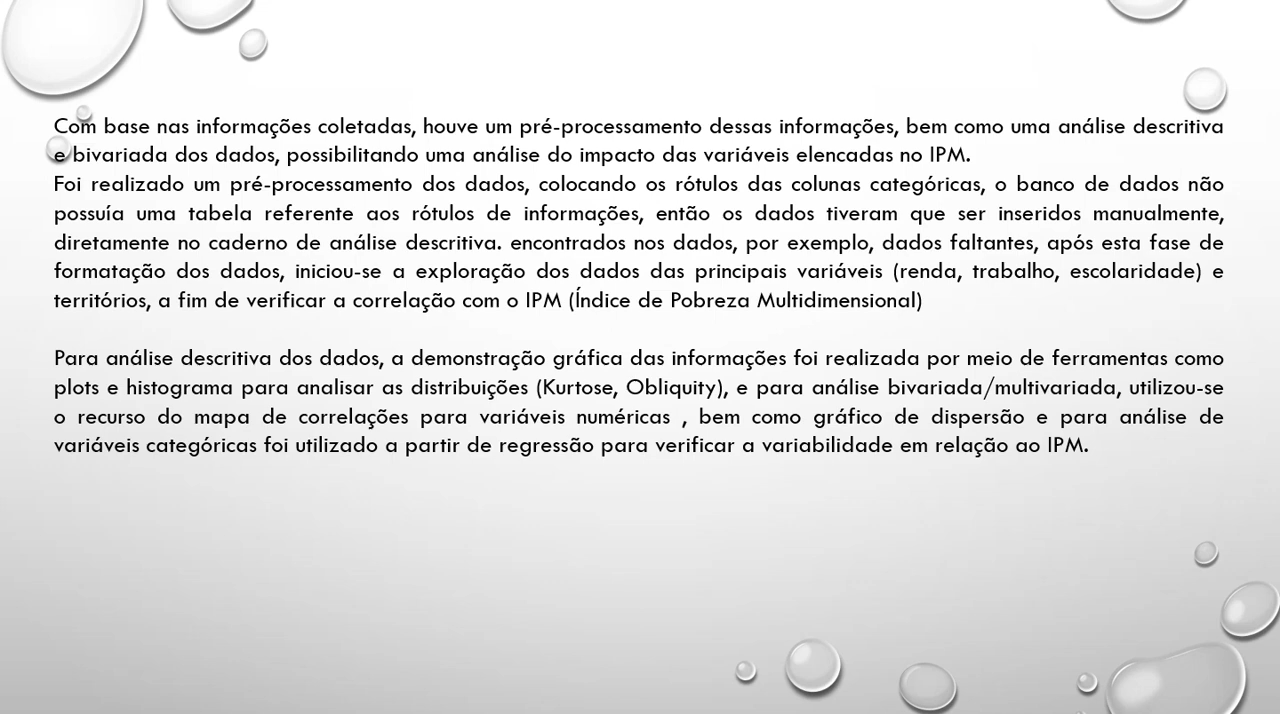 Com base nas informações coletadas, houve um pré-processamento dessas informações, bem como uma análise descritiva
e bivariada dos dados, possibilitando uma análise do impacto das variáveis elencadas no IPM.
Foi realizado um pré-processamento dos dados, colocando os rótulos das colunas categóricas, o banco de dados não
possuía uma tabela referente aos rótulos de informações, então os dados tiveram que ser inseridos manualmente,
diretamente no caderno de análise descritiva. encontrados nos dados, por exemplo, dados faltantes, após esta fase de
formatação dos dados, iniciou-se a exploração dos dados das principais variáveis (renda, trabalho, escolaridade) e
territórios, a fim de verificar a correlação com o IPM (Índice de Pobreza Multidimensional)
Para análise descritiva dos dados, a demonstração gráfica das informações foi realizada por meio de ferramentas como
plots e histograma para analisar as distribuições (Kurtose, Obliquity), e para análise bivariada/multivariada, utilizou-se
o recurso do mapa de correlações para variáveis numéricas , bem como gráfico de dispersão e para análise de
variáveis categóricas foi utilizado a partir de regressão para verificar a variabilidade em relação ao IPM.